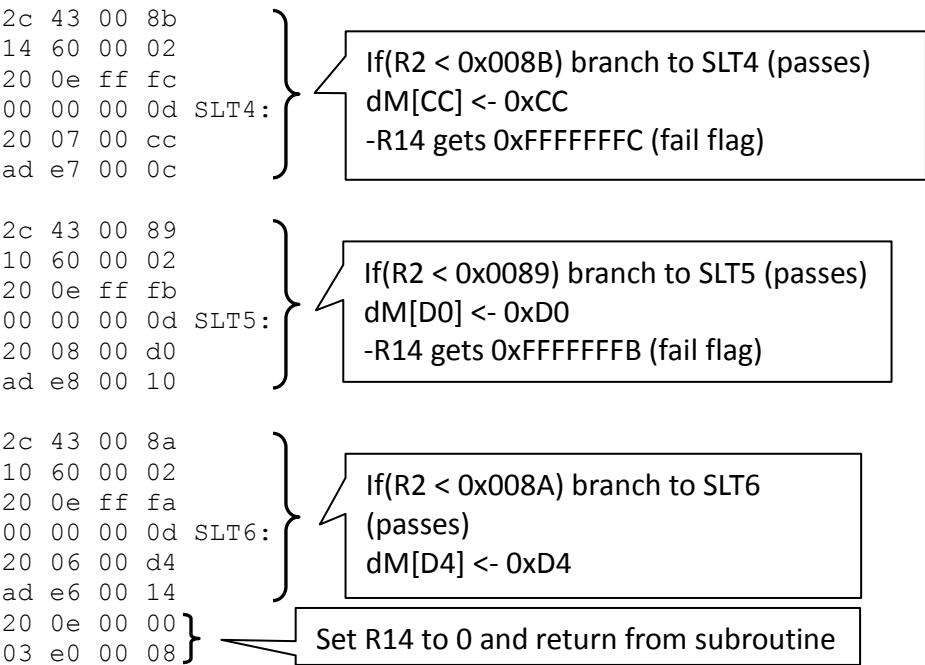 2c 43 00 8b
14 60 00 02
20 0e ff fc
00 00 00 0d SLT4:
20 07 00 cc
ad e7 00 0c
If(R2 < 0x008B) branch to SLT4 (passes)
dM[CC] <- 0xCC
-R14 gets 0xFFFFFFFC (fail flag)
2c 43 00 89
10 60 00 02
20 0e ff fb
00 00 00 0d SLT5:
20 08 00 d0
ad e8 00 10
If(R2 < 0x0089) branch to SLT5 (passes)
dM[D0] <- 0xD0
-R14 gets 0xFFFFFFFB (fail flag)
2c 43 00 8a
10 60 00 02
20 0e ff fa
00 00 00 0d SLT6:
20 06 00 d4
ad e6 00 14
If(R2 < 0x008A) branch to SLT6
(passes)
dM[D4] <- 0xD4
20 0e 00 00
03 e0 00 08
Set R14 to 0 and return from subroutine